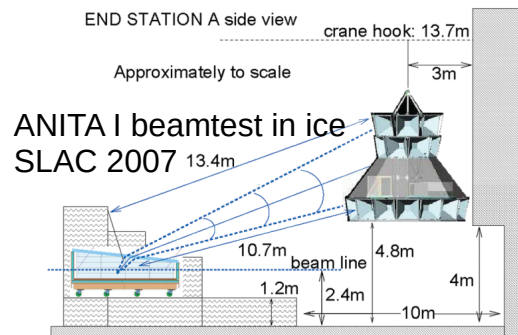 END STATION A side view
crane hook: 13.7m
3m
Approximately to scale
ANITA I beamtest in ice
SLAC 2007
13.4m
10.7m
beam line
4.8m
1.2m
2.4m
4m
10m